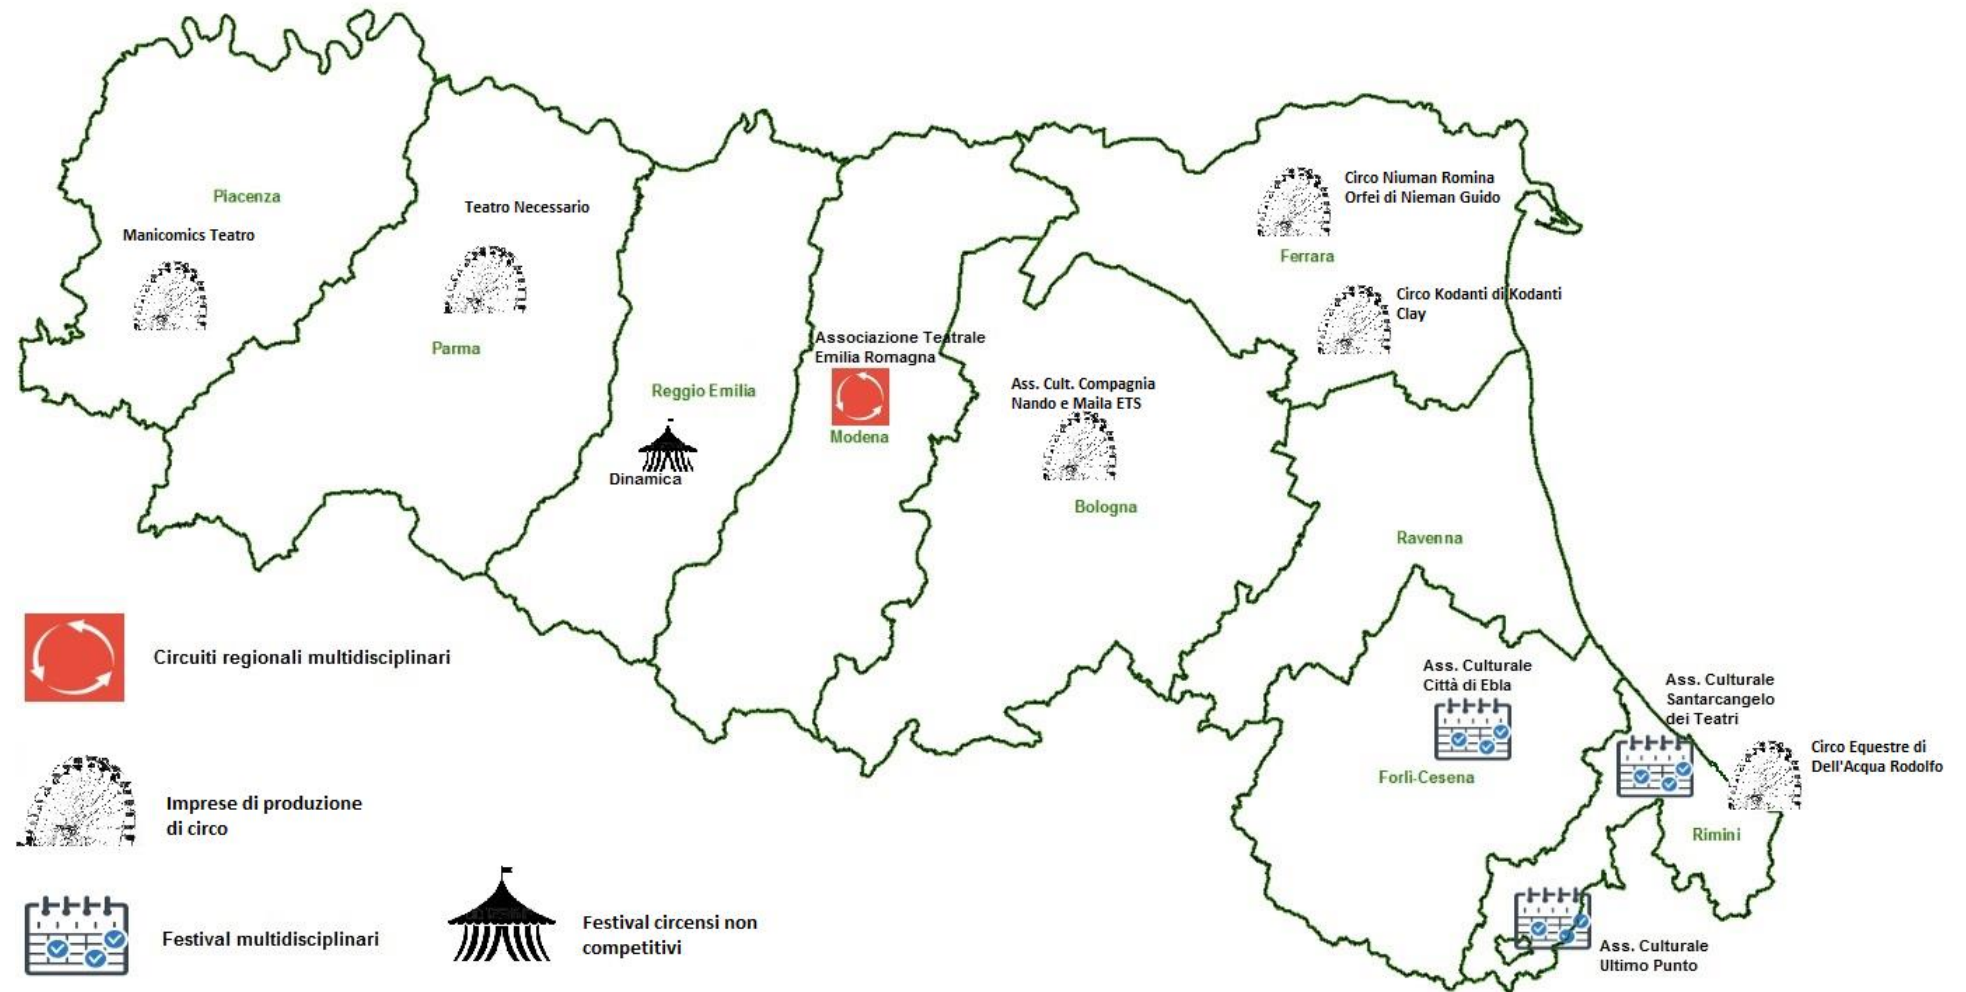 Piacenza
Manicomics Teatro
Teatro Necessario
Parma
Reggio Emilia
Dinamica
Associazione Teatrale
Emilia Romagna
Modena
Ass. Cult. Compagnia
Nando e Maila ETS
Bologna
Circo Niuman Romina
Orfei di Nieman Guido
Ferrara
Circo Kodanti di Kodanti
Clay
Ravenna
Ass. Culturale
Città di Ebla
Forlì-Cesena
Ass. Culturale
Santarcangelo
dei Teatri
Circo Equestre di
Dell'Acqua Rodolfo
Rimini
Ass. Culturale
Ultimo Punto
Circuiti regionali multidisciplinari
Imprese di produzione
di circo
Festival multidisciplinari
Festival circensi non
competitivi